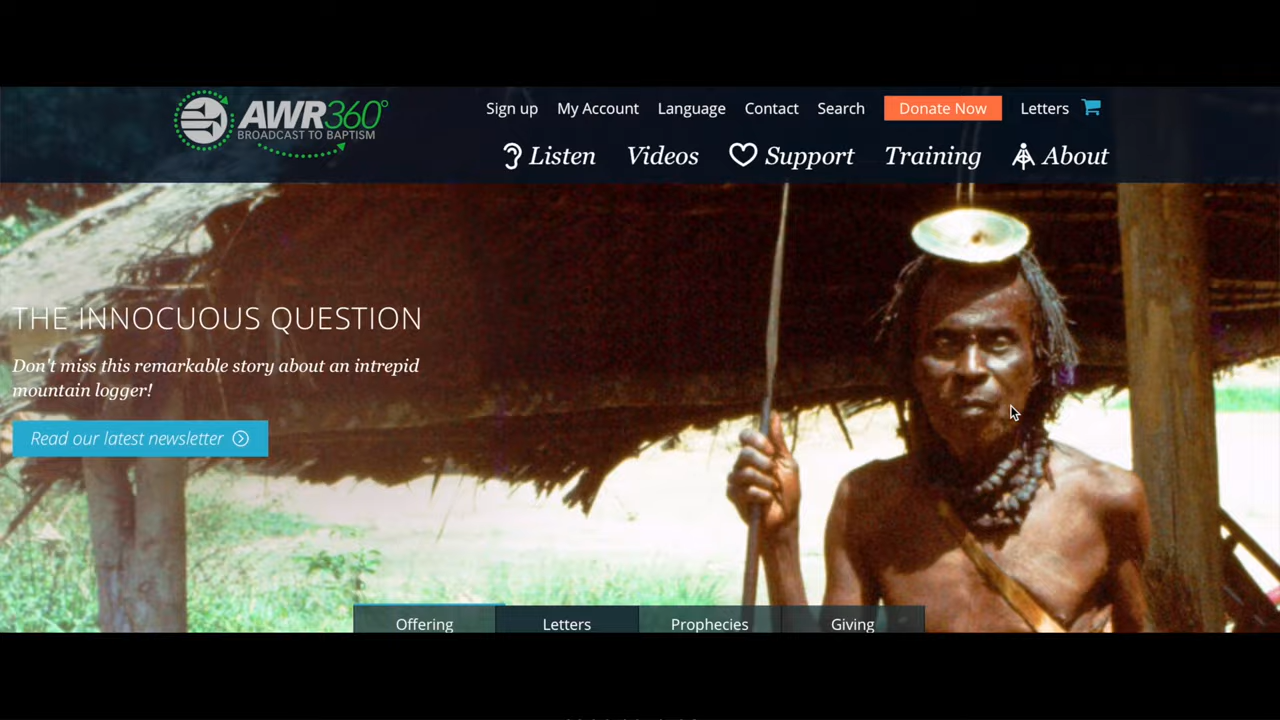 AWR360°
BROADCAST TO BAPTISM
Sign up My Account Language Contact Search Donate Now Letters
Listen Videos Support Training About
THE INNOCUOUS QUESTION
Don't miss this remarkable story about an intrepid
mountain logger!
Read our latest newsletter
Offering Letters Prophecies Giving